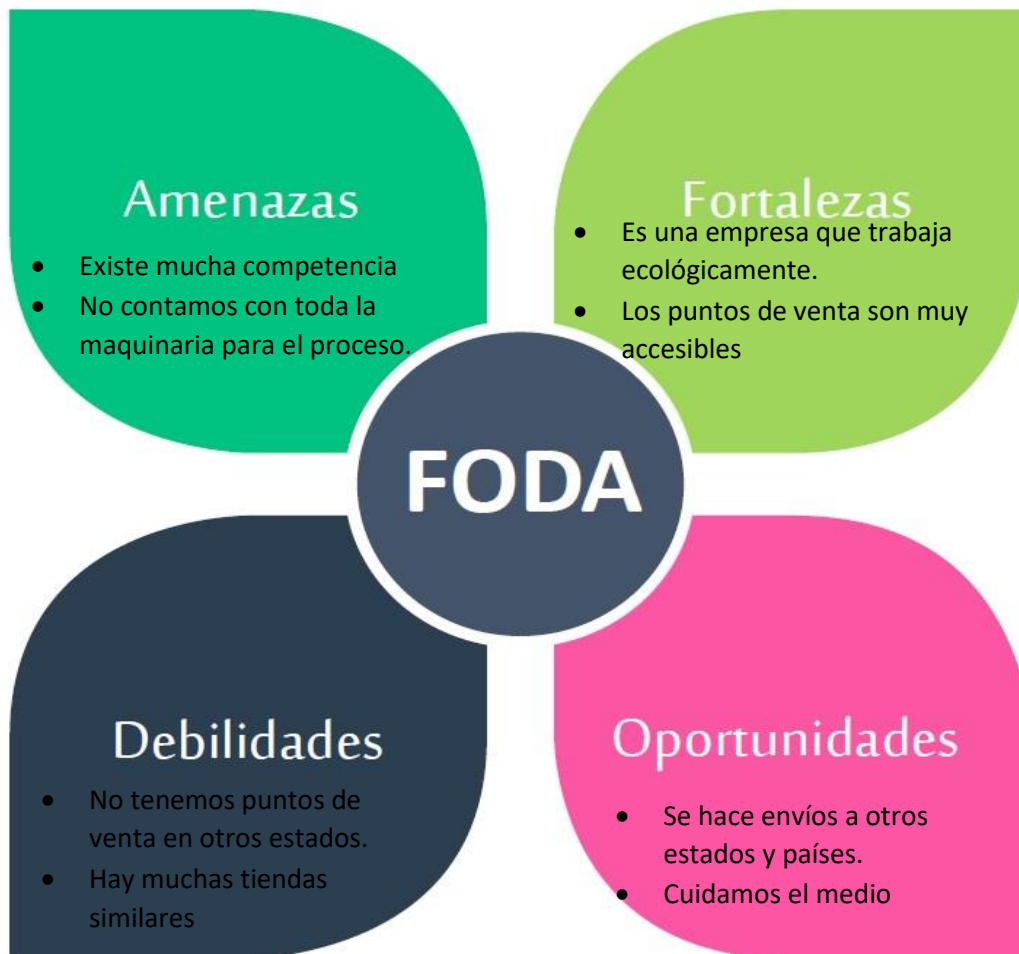 Amenazas
• Existe mucha competencia
• No contamos con toda la
maquinaria para el proceso.
Fortalezas
• Es una empresa que trabaja
ecológicamente.
• Los puntos de venta son muy
accesibles
FODA
Debilidades
• No tenemos puntos de
venta en otros estados.
• Hay muchas tiendas
similares
Oportunidades
• Se hace envíos a otros
estados y países.
• Cuidamos el medio